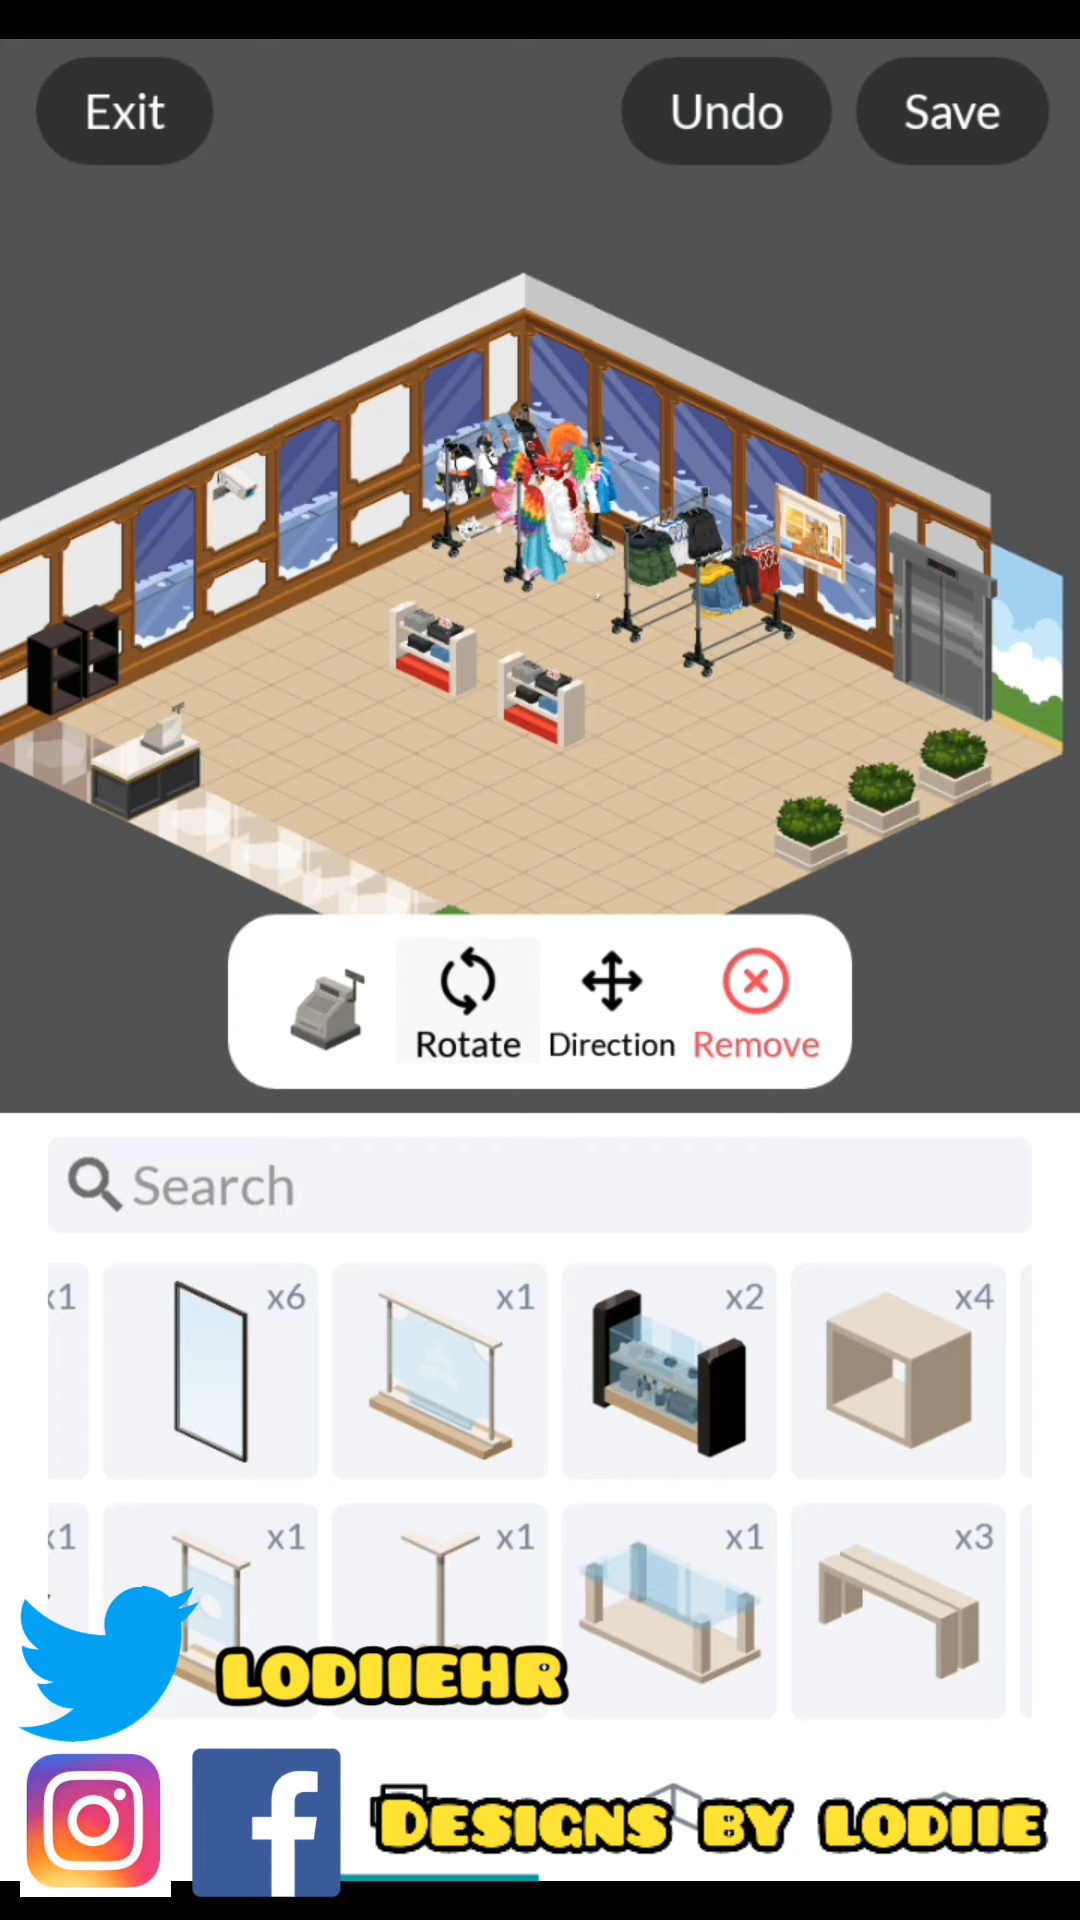 Exit
Undo
Save
Rotate
Direction
Remove
Search
x1
x6
x1
x2
x4
x1
x1
x1
x1
x3
LODIIEHR
DESIGNS BY LODIIE